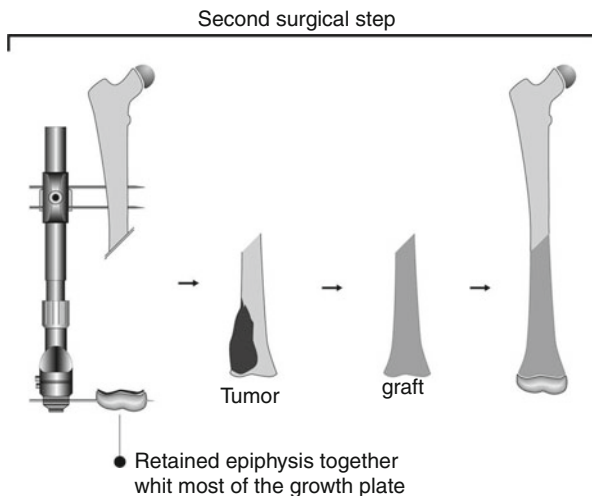 Second surgical step
Tumor
graft
Retained epiphysis together
whit most of the growth plate